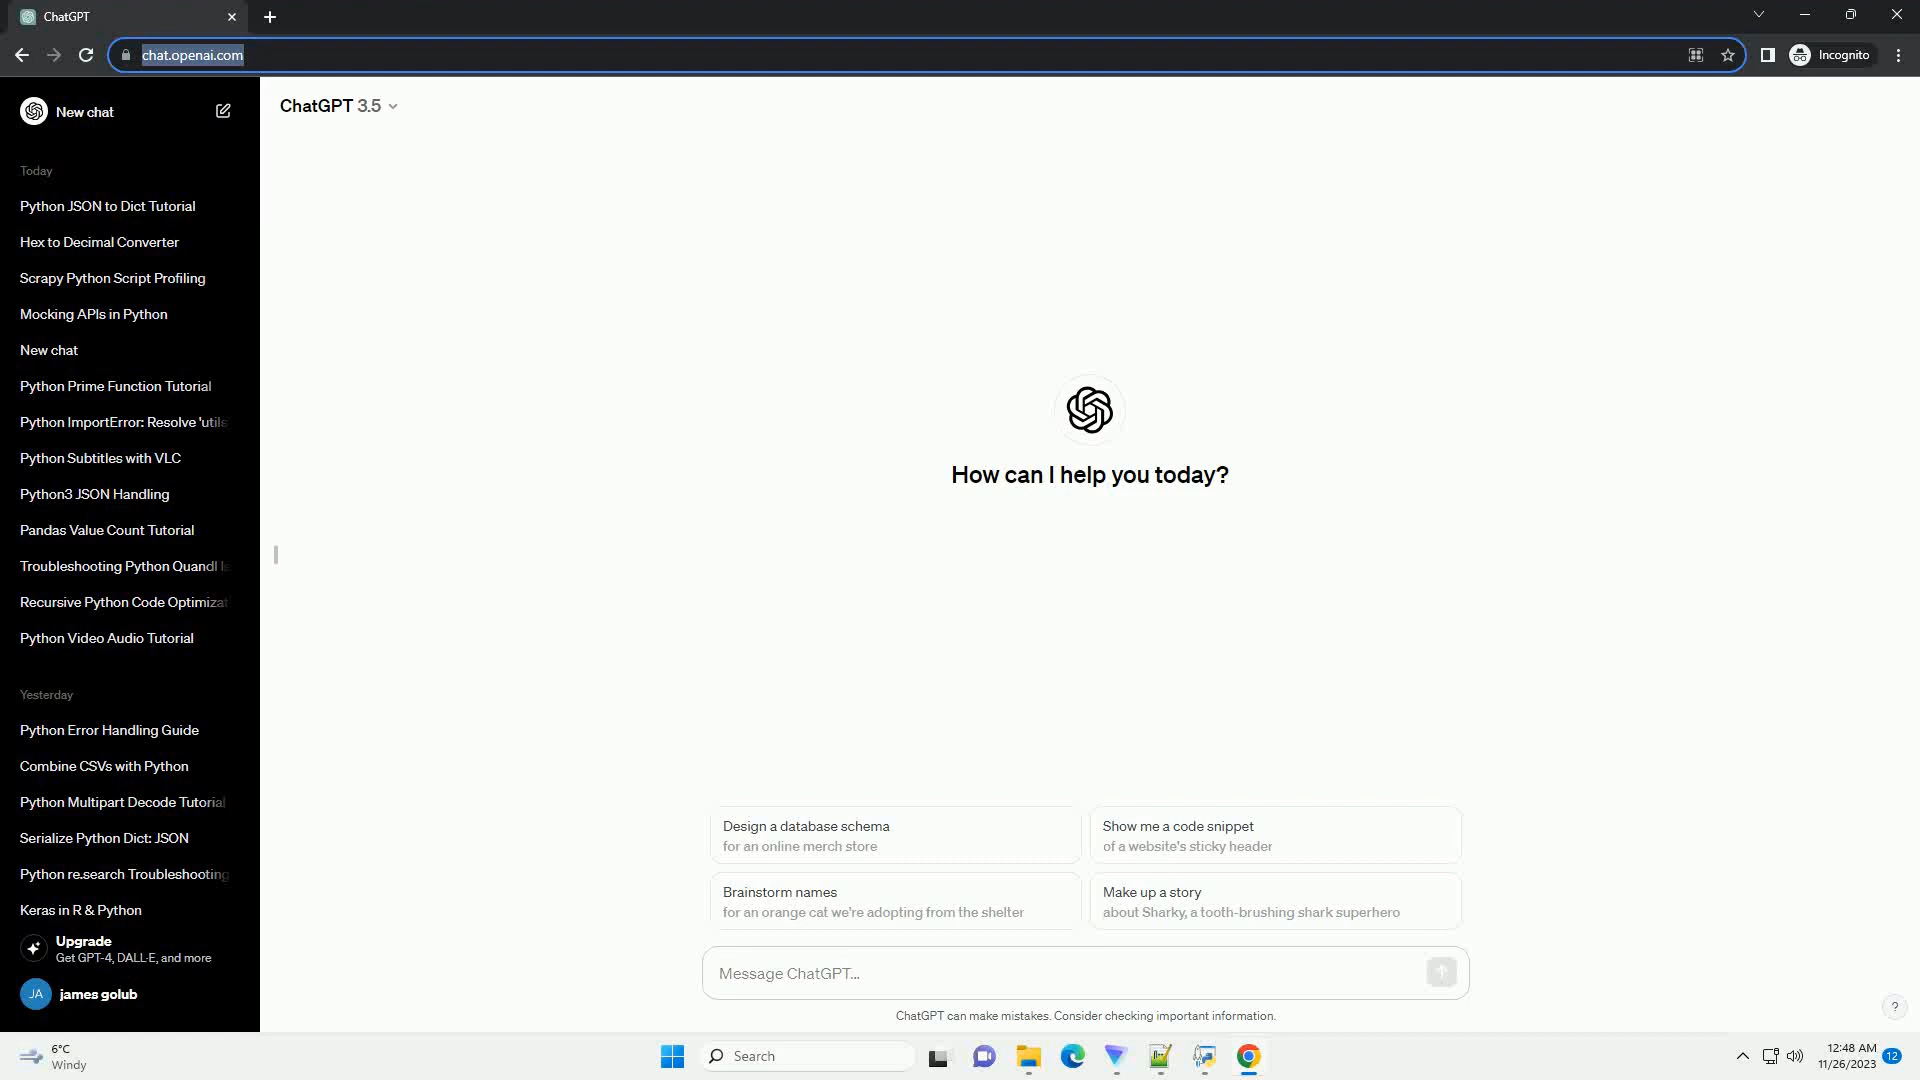 ChatGPT
chat.openai.com
Incognito
New chat
ChatGPT 3.5
Today
Python JSON to Dict Tutorial
Hex to Decimal Converter
Scrapy Python Script Profiling
Mocking APIs in Python
New chat
Python Prime Function Tutorial
Python ImportError: Resolve 'utils
Python Subtitles with VLC
Python3 JSON Handling
Pandas Value Count Tutorial
Troubleshooting Python Quandl Is
Recursive Python Code Optimizat
Python Video Audio Tutorial
Yesterday
Python Error Handling Guide
Combine CSVs with Python
Python Multipart Decode Tutorial
Serialize Python Dict: JSON
Python re.search Troubleshooting
Keras in R & Python
Upgrade
Get GPT-4, DALL·E, and more
JA
james golub
How can I help you today?
Design a database schema
for an online merch store
Show me a code snippet
of a website's sticky header
Brainstorm names
for an orange cat we're adopting from the shelter
Make up a story
about Sharky, a tooth-brushing shark superhero
Message ChatGPT...
ChatGPT can make mistakes. Consider checking important information.
?
6°C
Windy
Search
12:48 AM
11/26/2023
12